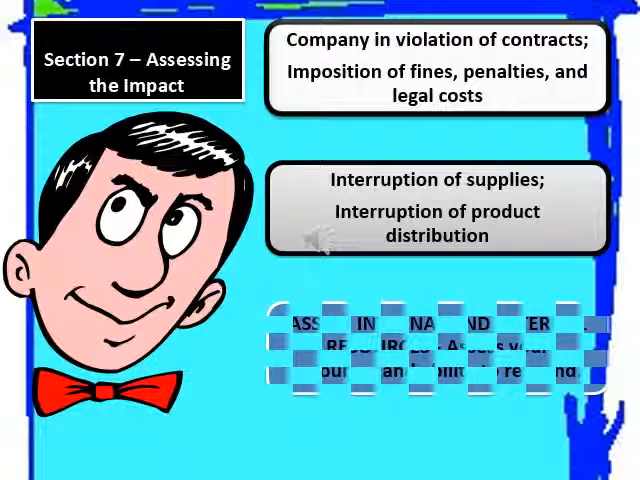 Section 7 – Assessing
the Impact
Company in violation of contracts;
Imposition of fines, penalties, and
legal costs
Interruption of supplies;
Interruption of product
distribution